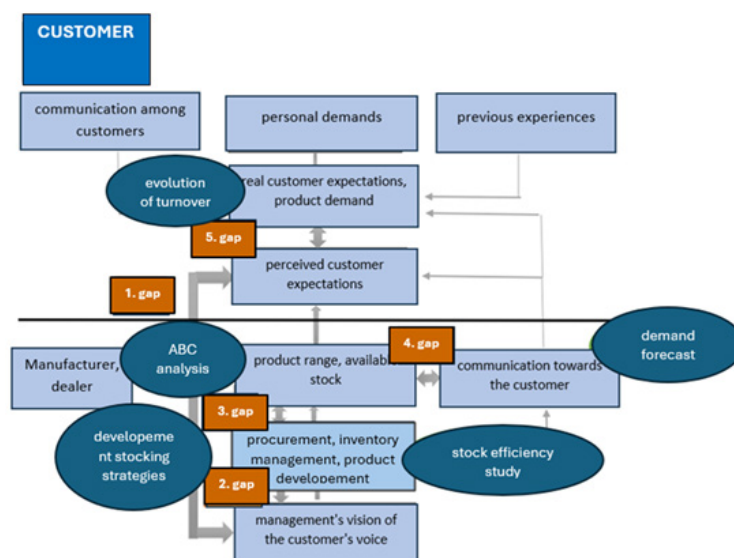 CUSTOMER
communication among
customers
personal demands
previous experiences
evolution
of turnover
real customer expectations,
product demand
5. gap
perceived customer
expectations
1. gap
ABC
analysis
4. gap
demand
forecast
Manufacturer,
dealer
product range, available
stock
communication towards
the customer
3. gap
developeme
nt stocking
strategies
procurement, inventory
management, product
developement
stock efficiency
study
2. gap
management's vision of
the customer's voice